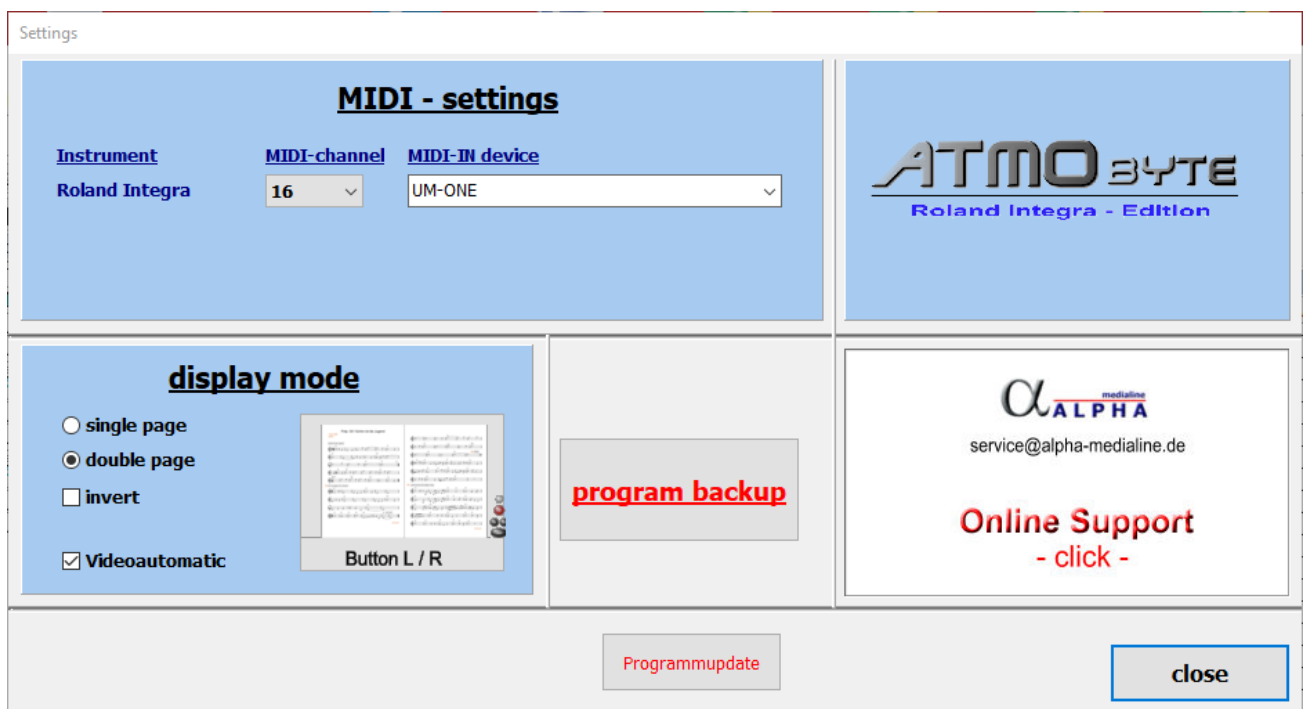 Settings
MIDI - settings
Instrument MIDI-channel MIDI-IN device
Roland Integra 16 UM-ONE
ATMO BYTE
Roland Integra - Edition
display mode
single page
double page
invert
Videoautomatic
Button L / R
program backup
medialine
ALPHA
service@alpha-medialine.de
Online Support
- click -
Programmupdate
close